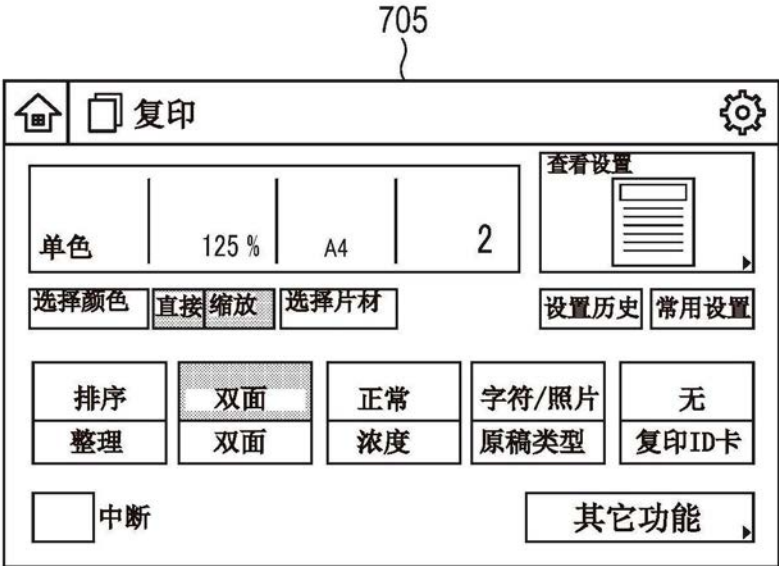 705
复印
查看设置
单色 125 % A4 2
选择颜色 直接 缩放 选择片材 设置历史 常用设置
排序 双面 正常 字符/照片 无
整理 双面 浓度 原稿类型 复印ID卡
中断 其它功能